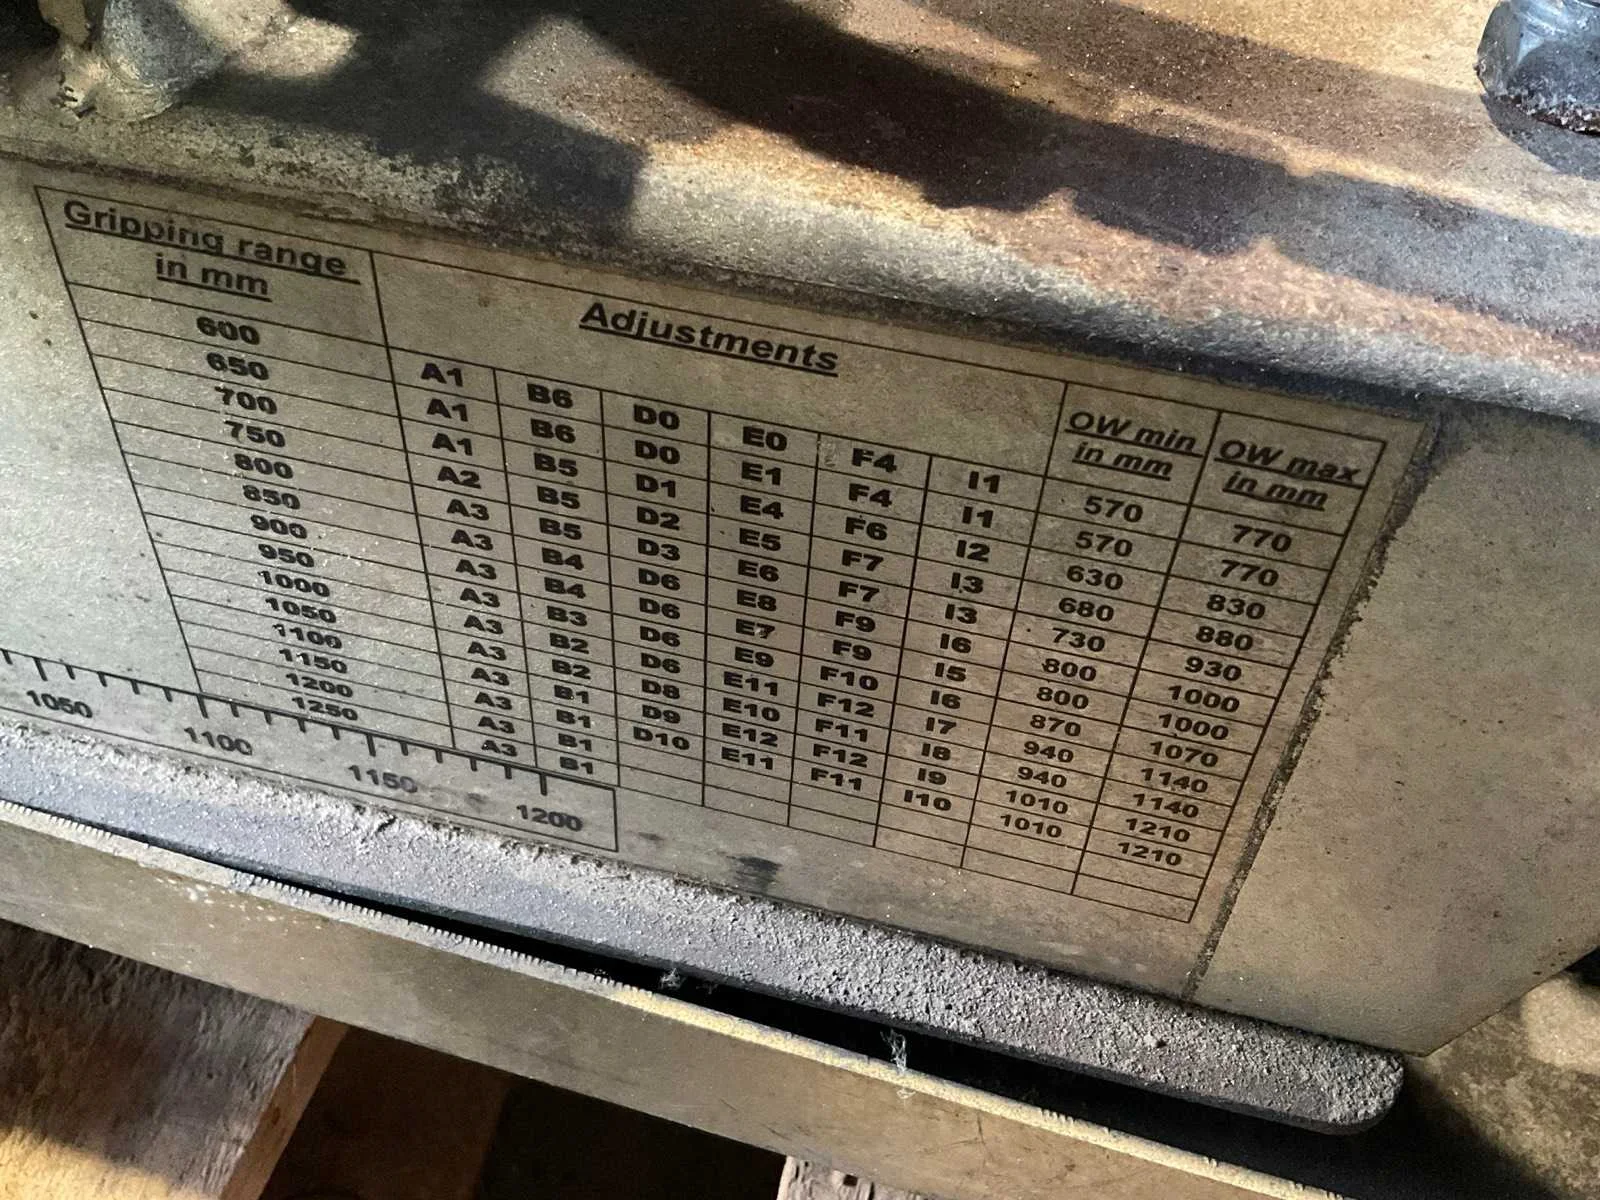 Gripping range in mm Adjustments OW min in mm OW max in mm
600 A1 B6 D0 E0 F4 I1 570 770
650 A1 B6 D0 E1 F4 I1 570 770
700 A1 B5 D1 E4 F6 I2 630 830
750 A2 B5 D2 E5 F7 I3 680 880
800 A3 B5 D3 E6 F7 I3 730 930
850 A3 B4 D6 E8 F9 I6 800 1000
900 A3 B4 D6 E7 F9 I5 800 1000
950 A3 B3 D6 E9 F10 I6 870 1070
1000 A3 B2 D6 E11 F12 I7 940 1140
1050 A3 B2 D8 E10 F11 I8 940 1140
1100 A3 B1 D9 E12 F12 I9 1010 1210
1150 A3 B1 D10 E11 F11 I10 1010 1210
1200 A3 B1
1250 A3 B1
1050 1100 1150 1200